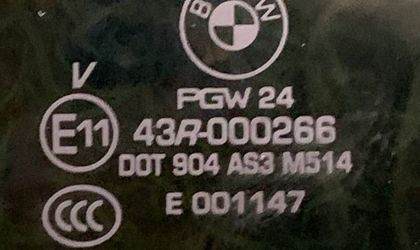 BMW
V
PGW 24
E11 43R-000266
DOT 904 AS3 M514
CCC E 001147